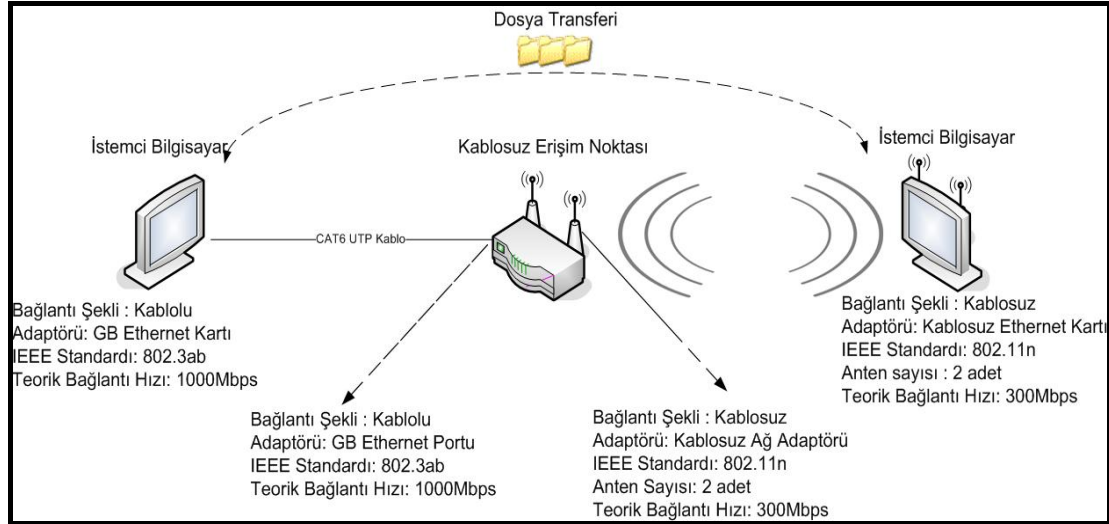 Dosya Transferi
İstemci Bilgisayar
Kablosuz Erişim Noktası
İstemci Bilgisayar
CAT6 UTP Kablo
Bağlantı Şekli : Kablolu
Adaptörü: GB Ethernet Kartı
IEEE Standardı: 802.3ab
Teorik Bağlantı Hızı: 1000Mbps
Bağlantı Şekli : Kablosuz
Adaptörü: Kablosuz Ethernet Kartı
IEEE Standardı: 802.11n
Anten sayısı : 2 adet
Teorik Bağlantı Hızı: 300Mbps
Bağlantı Şekli : Kablolu
Adaptörü: GB Ethernet Portu
IEEE Standardı: 802.3ab
Teorik Bağlantı Hızı: 1000Mbps
Bağlantı Şekli : Kablosuz
Adaptörü: Kablosuz Ağ Adaptörü
IEEE Standardı: 802.11n
Anten Sayısı: 2 adet
Teorik Bağlantı Hızı: 300Mbps